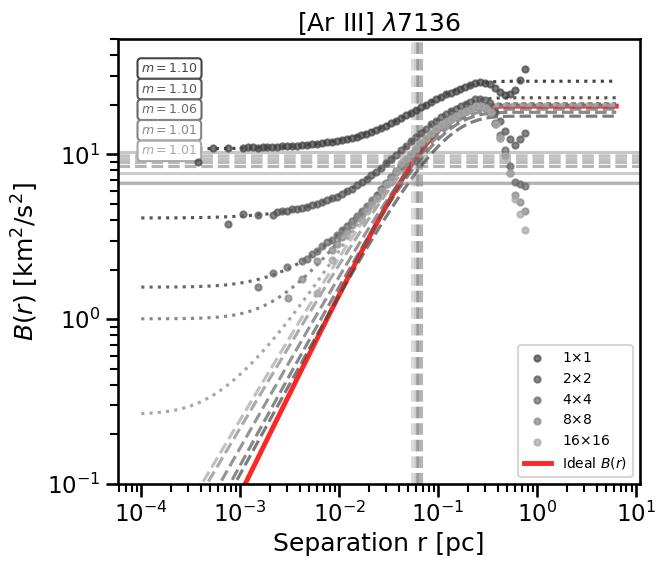 [Ar III] λ7136
m = 1.10
m = 1.10
m = 1.06
m = 1.01
m = 1.01
10¹
10⁰
10⁻¹
B(r) [km²/s²]
1×1
2×2
4×4
8×8
16×16
Ideal B(r)
10⁻⁴ 10⁻³ 10⁻² 10⁻¹ 10⁰ 10¹
Separation r [pc]